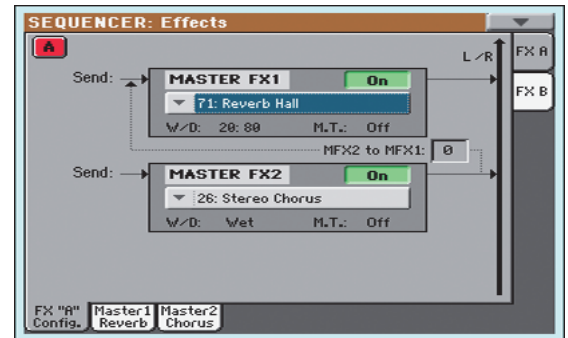 SEQUENCER: Effects
A
L/R
FX A
FX B
Send:
MASTER FX1
On
71: Reverb Hall
W/D: 20:80 M.T.: Off
MFX2 to MFX1: 0
Send:
MASTER FX2
On
26: Stereo Chorus
W/D: Wet M.T.: Off
FX "A" Config.
Master1 Reverb
Master2 Chorus